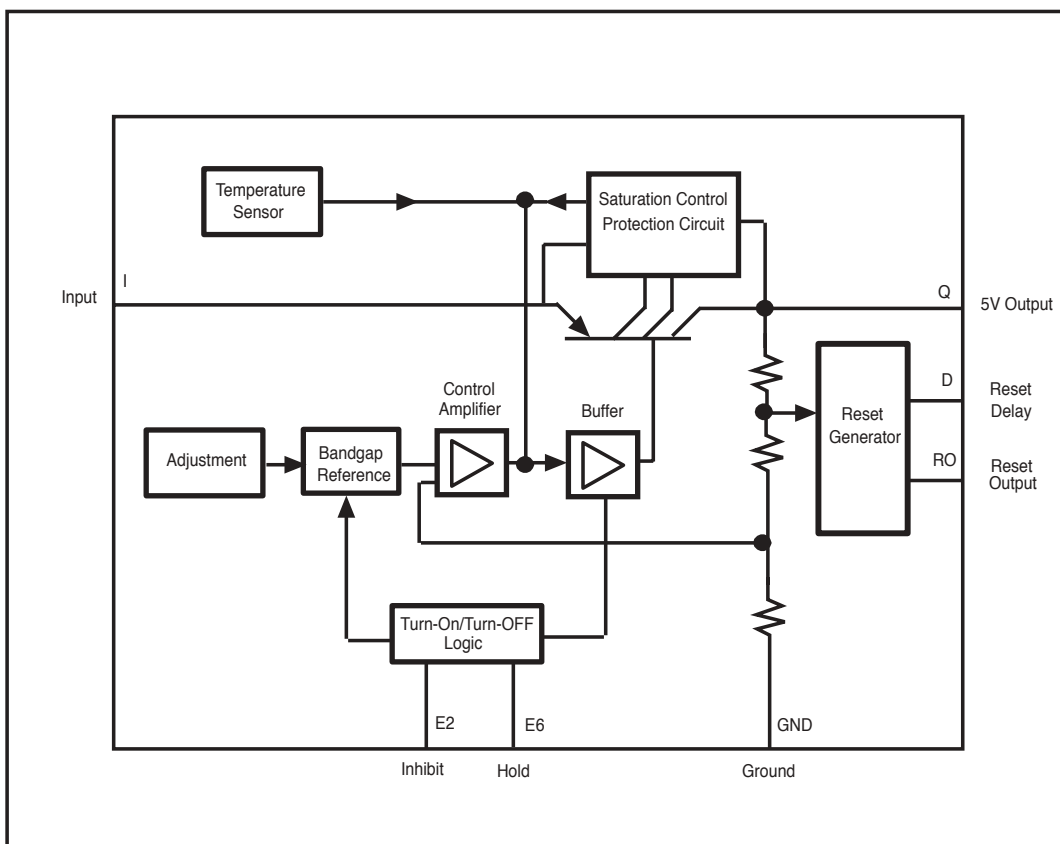 Temperature
Sensor
Saturation Control
Protection Circuit
I
Input
Q
5V Output
Control
Amplifier
Buffer
D
Reset
Delay
Reset
Generator
Adjustment
Bandgap
Reference
RO
Reset
Output
Turn-On/Turn-OFF
Logic
E2
E6
GND
Inhibit
Hold
Ground